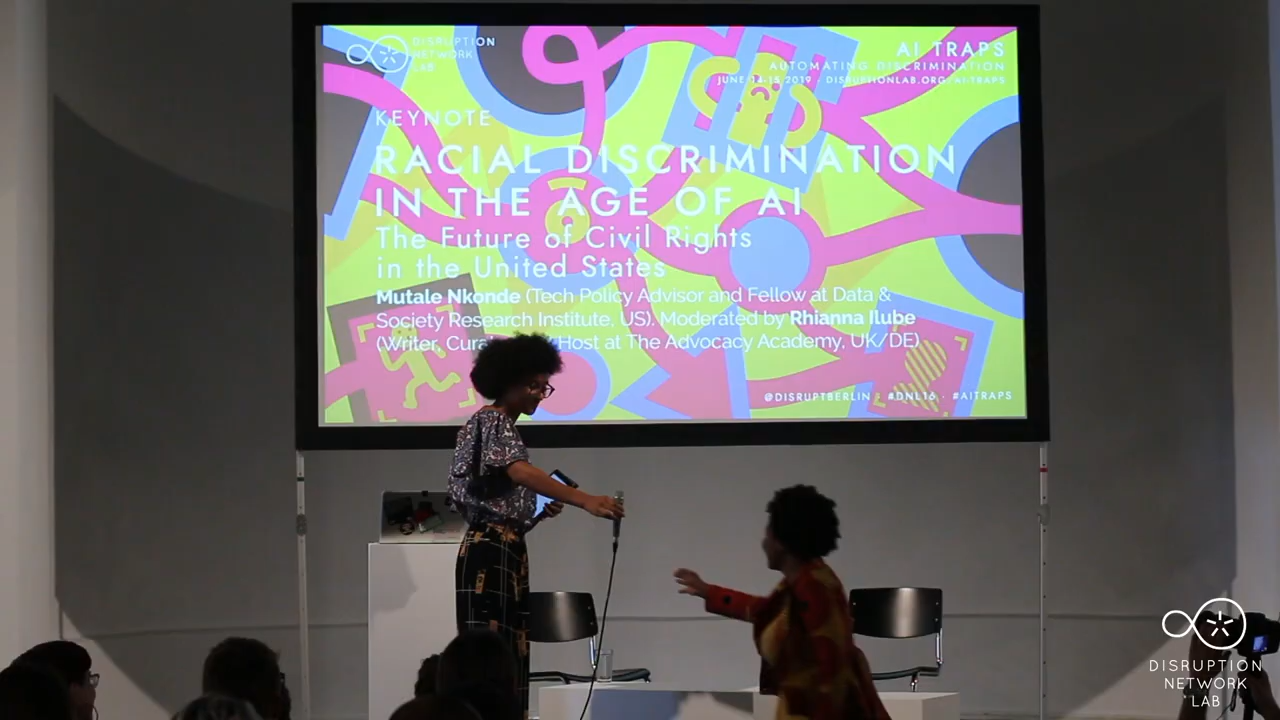 DISRUPTION
NETWORK
LAB
AI TRAPS
AUTOMATING DISCRIMINATION
JUNE 14-15 2019 · DISRUPTIONLAB.ORG/AI-TRAPS
KEYNOTE
RACIAL DISCRIMINATION
IN THE AGE OF AI
The Future of Civil Rights
in the United States
Mutale Nkonde (Tech Policy Advisor and Fellow at Data &
Society Research Institute, US). Moderated by Rhianna Ilube
(Writer, Host at The Advocacy Academy, UK/DE)
@DISRUPTBERLIN · #DNL16 · #AITRAPS
DISRUPTION
NETWORK
LAB